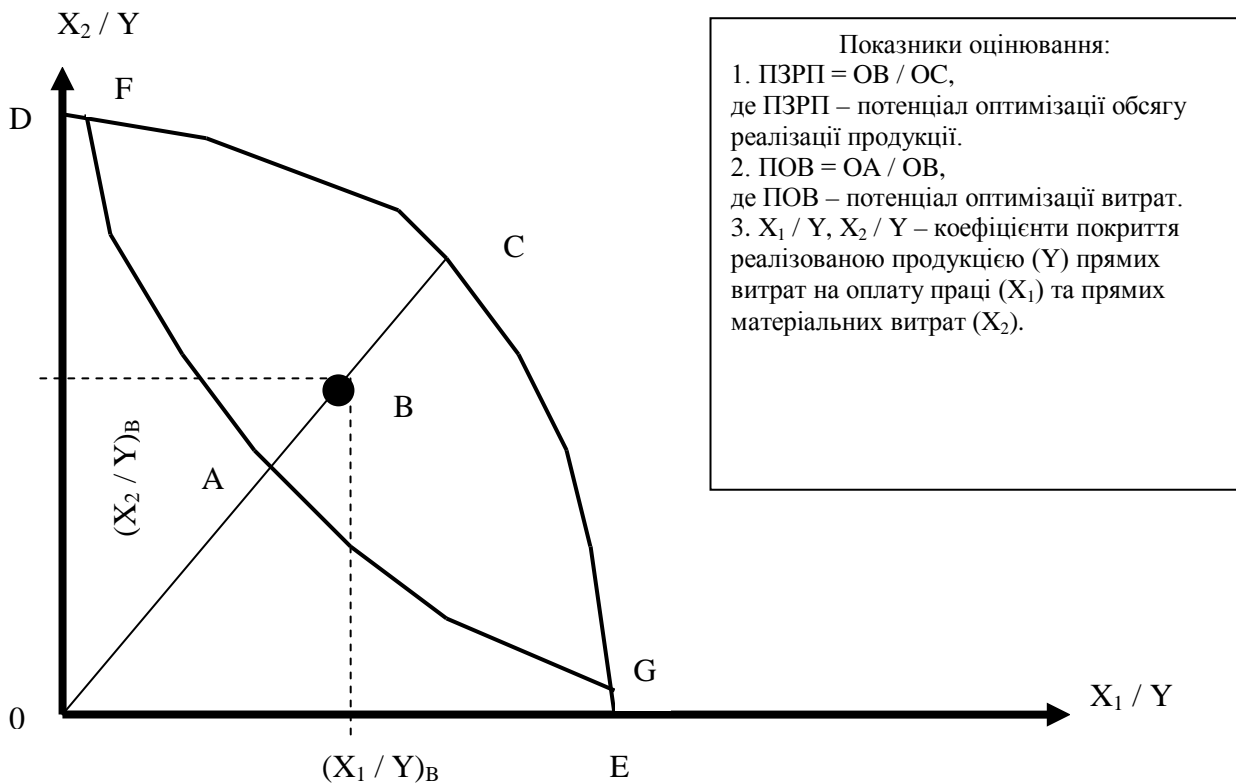 X₂ / Y
F
D
C
B
A
(X₂ / Y)B
G
0
X₁ / Y
(X₁ / Y)B
E
Показники оцінювання:
1. ПЗРП = OB / OC,
де ПЗРП – потенціал оптимізації обсягу
реалізації продукції.
2. ПОВ = OA / OB,
де ПОВ – потенціал оптимізації витрат.
3. X₁ / Y, X₂ / Y – коефіцієнти покриття
реалізованою продукцією (Y) прямих
витрат на оплату праці (X₁) та прямих
матеріальних витрат (X₂).